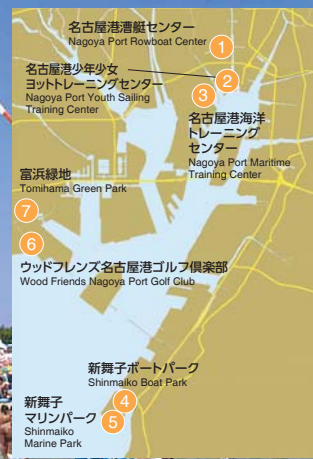 名古屋港漕艇センター
Nagoya Port Rowboat Center
1
名古屋港少年少女
ヨットトレーニングセンター
Nagoya Port Youth Sailing
Training Center
2
3
名古屋港海洋
トレーニング
センター
Nagoya Port Maritime
Training Center
富浜緑地
Tomihama Green Park
7
6
ウッドフレンズ名古屋港ゴルフ倶楽部
Wood Friends Nagoya Port Golf Club
新舞子ボートパーク
Shinmaiko Boat Park
4
新舞子
マリンパーク
Shinmaiko
Marine Park
5